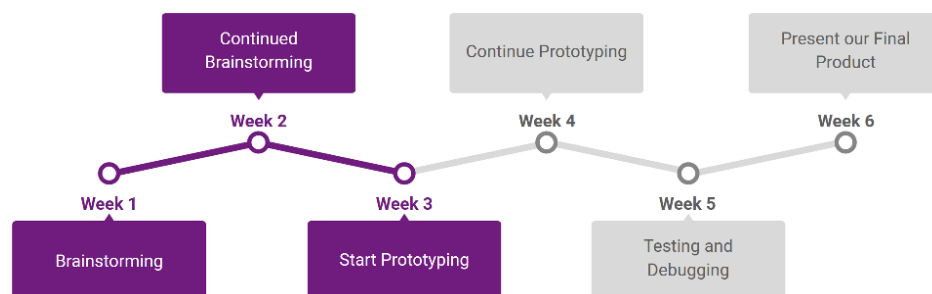 Continued
Brainstorming
Continue Prototyping
Present our Final
Product
Week 2
Week 4
Week 6
Week 1
Week 3
Week 5
Brainstorming
Start Prototyping
Testing and
Debugging